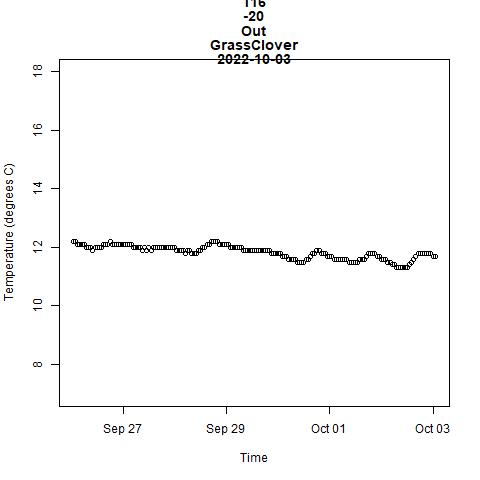 T16
-20
Out
GrassClover
2022-10-03
18
16
14
12
10
8
Temperature (degrees C)
Sep 27
Sep 29
Oct 01
Oct 03
Time